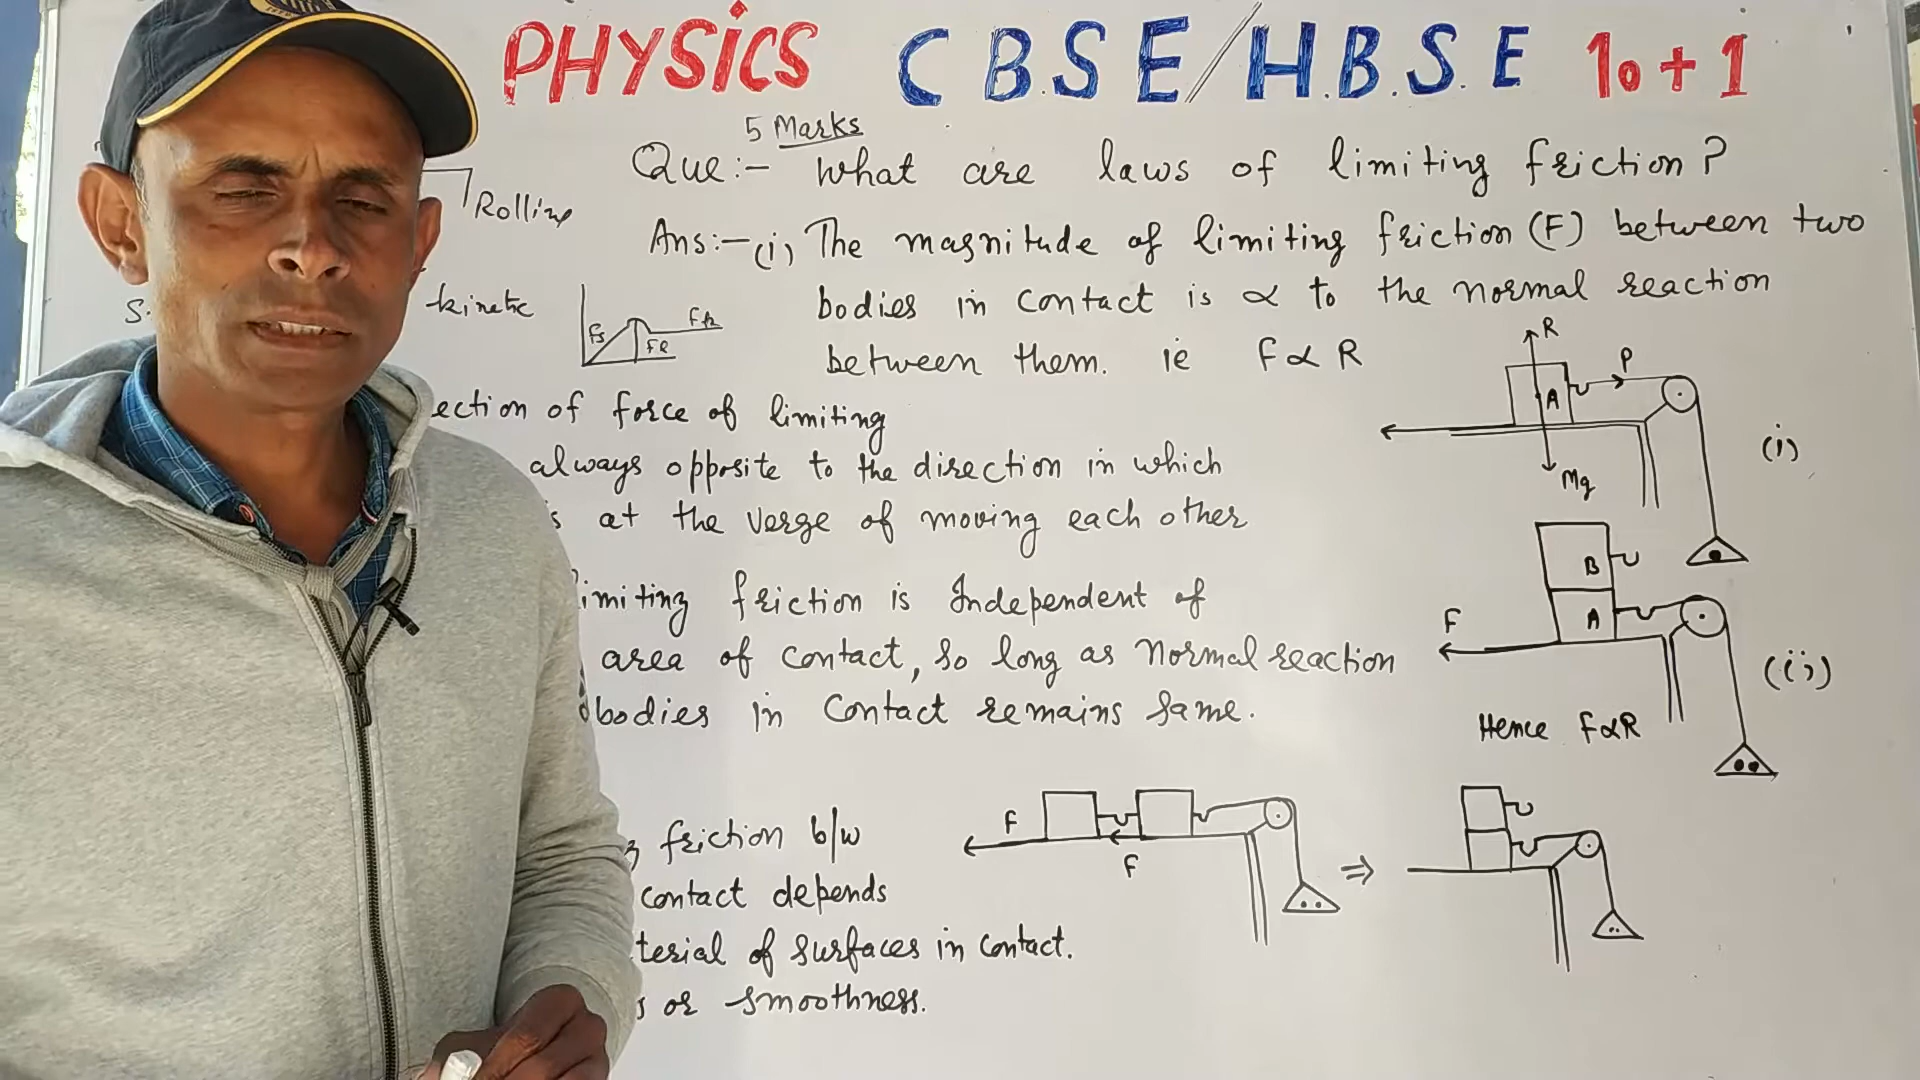 PHYSICS CBSE/H.B.S.E 10+1
5 Marks
Que:- What are laws of limiting friction?
Rolling
Ans:- (i) The magnitude of limiting friction (F) between two
bodies in contact is ∝ to the normal reaction
between them. ie F ∝ R
S.
kinetic
Fs
Fl
Fk
ection of force of limiting
always opposite to the direction in which
s at the verge of moving each other
imiting friction is Independent of
area of contact, so long as normal reaction
bodies in contact remains same.
friction b/w
contact depends
terial of surfaces in contact.
s or smoothness.
R
P
A
Mg
(i)
B
A
F
(ii)
Hence F∝R
F
F
⇒